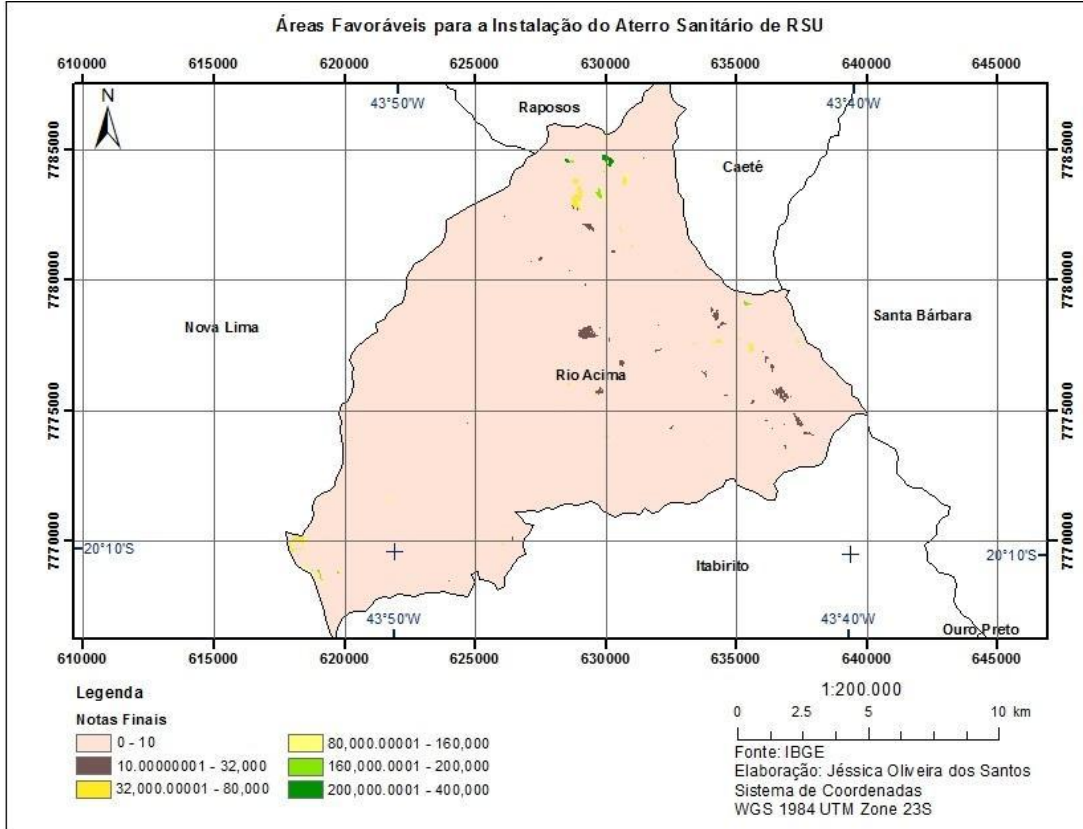 Áreas Favoráveis para a Instalação do Aterro Sanitário de RSU
610000 615000 620000 625000 630000 635000 640000 645000
N
43°50'W
43°40'W
Raposos
7785000
7785000
Caeté
7780000
7780000
Nova Lima
Santa Bárbara
Rio Acima
7775000
7775000
7770000
7770000
20°10'S
20°10'S
Itabirito
43°50'W
43°40'W
Ouro Preto
610000 615000 620000 625000 630000 635000 640000 645000
Legenda
Notas Finais
0 - 10
10.00000001 - 32,000
32,000.00001 - 80,000
80,000.00001 - 160,000
160,000.0001 - 200,000
200,000.0001 - 400,000
1:200.000
0 2.5 5 10 km
Fonte: IBGE
Elaboração: Jéssica Oliveira dos Santos
Sistema de Coordenadas
WGS 1984 UTM Zone 23S